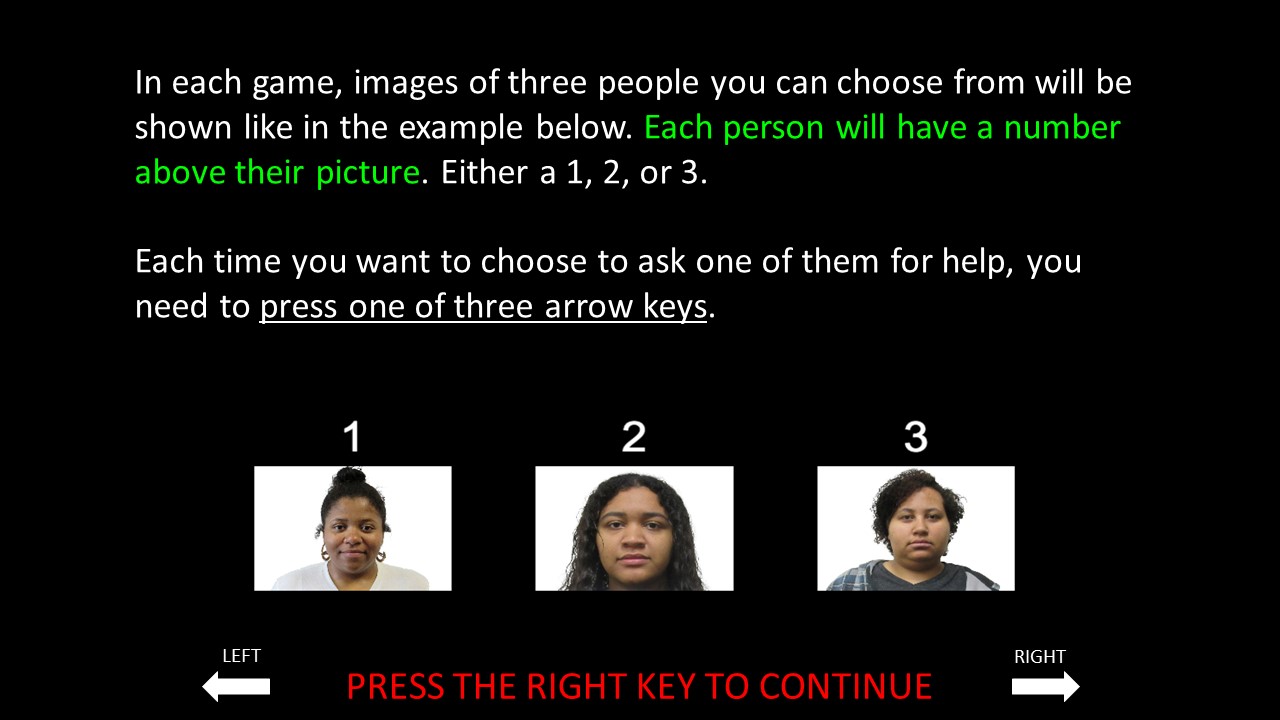 In each game, images of three people you can choose from will be
shown like in the example below. Each person will have a number
above their picture. Either a 1, 2, or 3.
Each time you want to choose to ask one of them for help, you
need to press one of three arrow keys.
1 2 3
LEFT RIGHT
PRESS THE RIGHT KEY TO CONTINUE